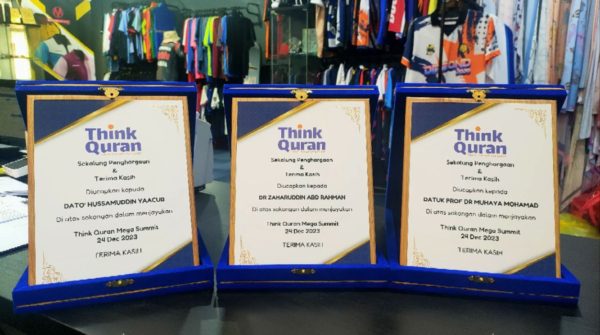 Think
Quran
Sekalung Penghargaan
&
Terima Kasih
Diucapkan kepada
DATO' HUSSAMUDDIN YAACUB
Di atas sokongan dalam menjayakan
Think Quran Mega Summit
24 Dec 2023
TERIMA KASIH
Think
Quran
Sekalung Penghargaan
&
Terima Kasih
Diucapkan kepada
DR ZAHARUDDIN ABD RAHMAN
Di atas sokongan dalam menjayakan
Think Quran Mega Summit
24 Dec 2023
TERIMA KASIH
Think
Quran
Sekalung Penghargaan
&
Terima Kasih
Diucapkan kepada
DATUK PROF DR MUHAYA MOHAMAD
Di atas sokongan dalam menjayakan
Think Quran Mega Summit
24 Dec 2023
TERIMA KASIH